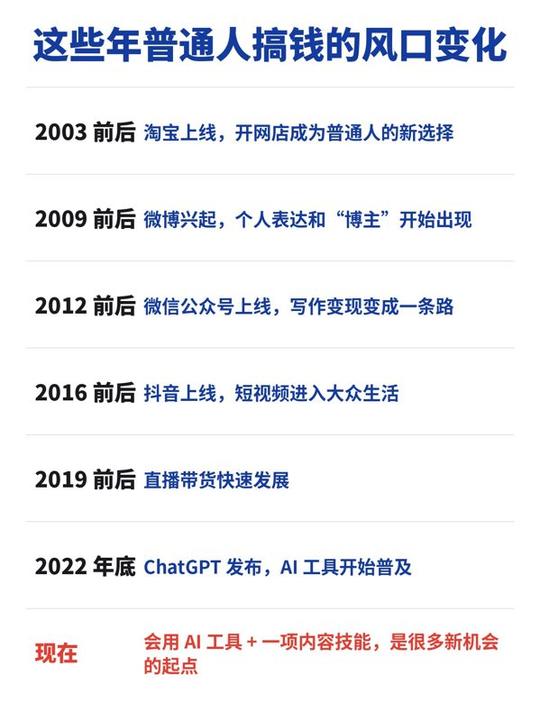 这些年普通人搞钱的风口变化
2003 前后 淘宝上线，开网店成为普通人的新选择
2009 前后 微博兴起，个人表达和“博主”开始出现
2012 前后 微信公众号上线，写作变现变成一条路
2016 前后 抖音上线，短视频进入大众生活
2019 前后 直播带货快速发展
2022 年底 ChatGPT 发布，AI 工具开始普及
现在 会用 AI 工具 + 一项内容技能，是很多新机会
的起点